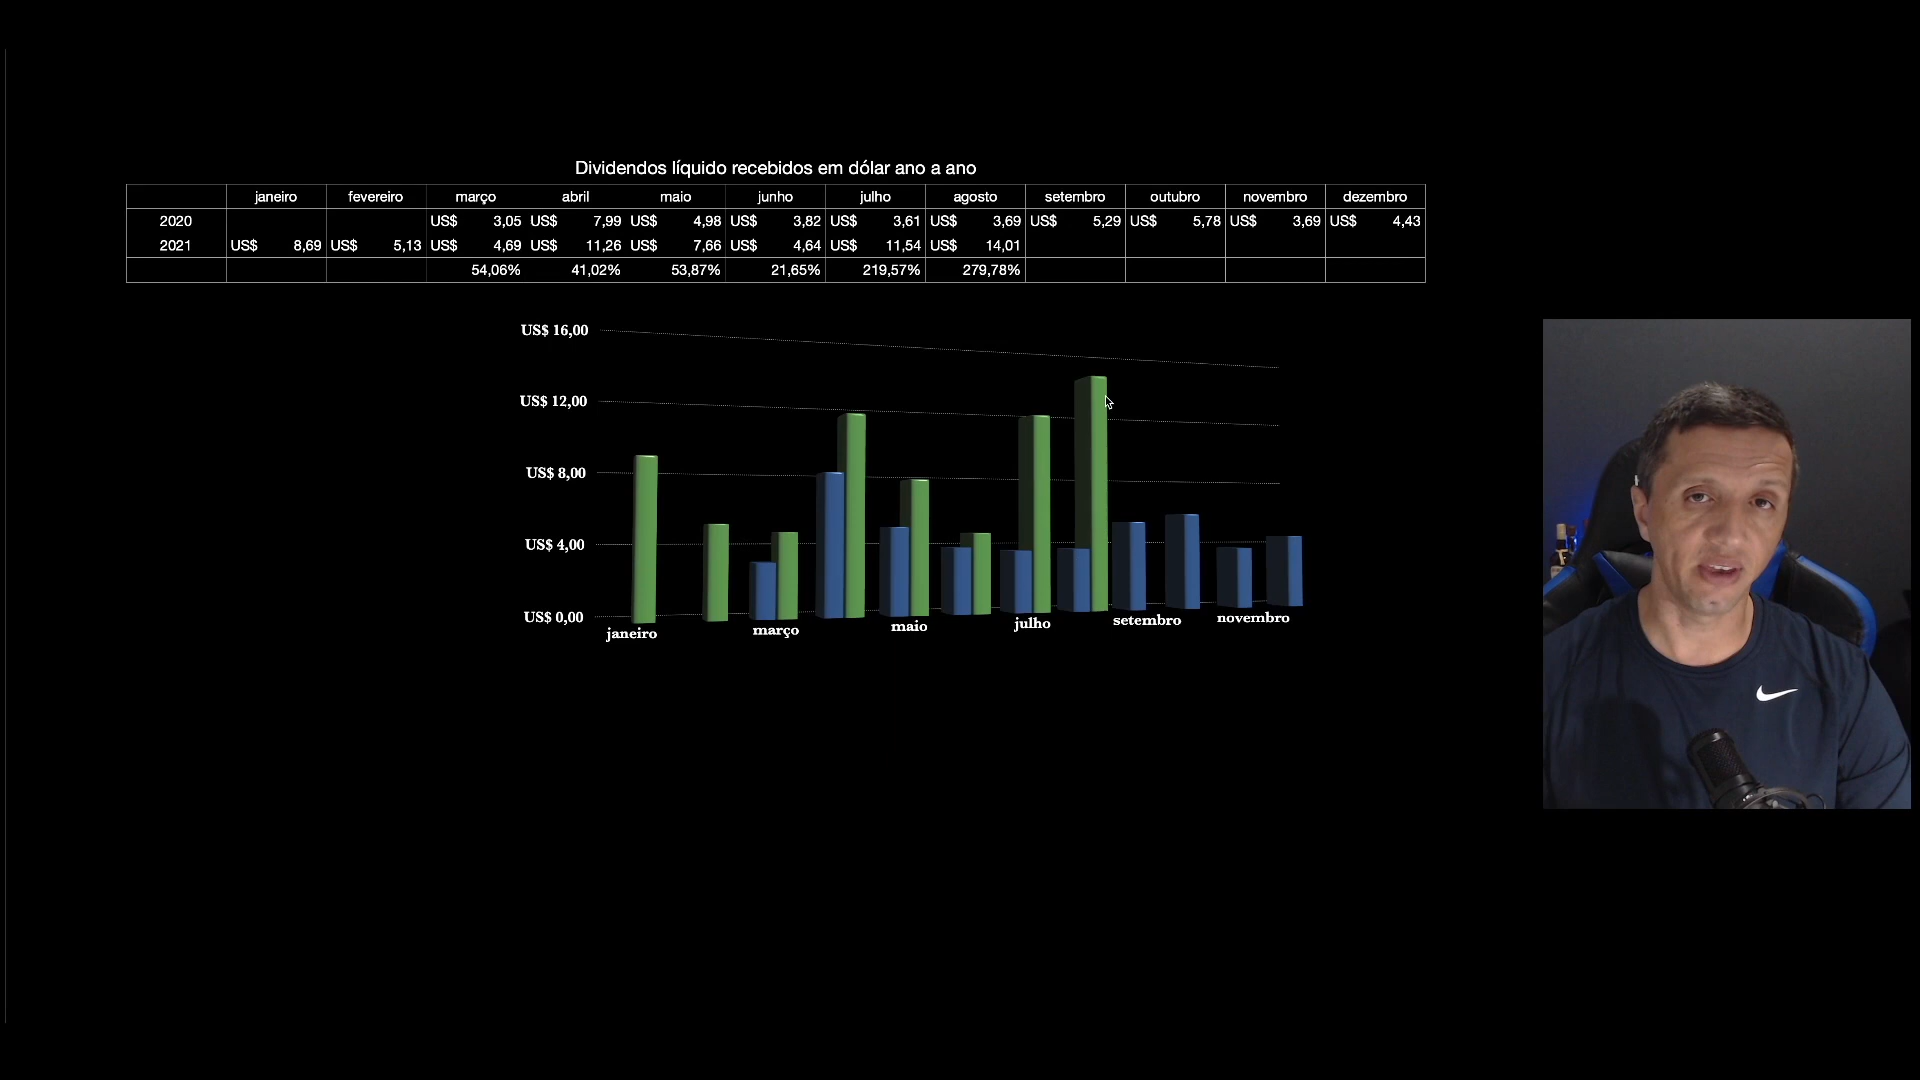 Dividendos líquido recebidos em dólar ano a ano
janeiro fevereiro março abril maio junho julho agosto setembro outubro novembro dezembro
2020 US$ 3,05 US$ 7,99 US$ 4,98 US$ 3,82 US$ 3,61 US$ 3,69 US$ 5,29 US$ 5,78 US$ 3,69 US$ 4,43
2021 US$ 8,69 US$ 5,13 US$ 4,69 US$ 11,26 US$ 7,66 US$ 4,64 US$ 11,54 US$ 14,01
54,06% 41,02% 53,87% 21,65% 219,57% 279,78%
US$ 16,00
US$ 12,00
US$ 8,00
US$ 4,00
US$ 0,00
janeiro março maio julho setembro novembro